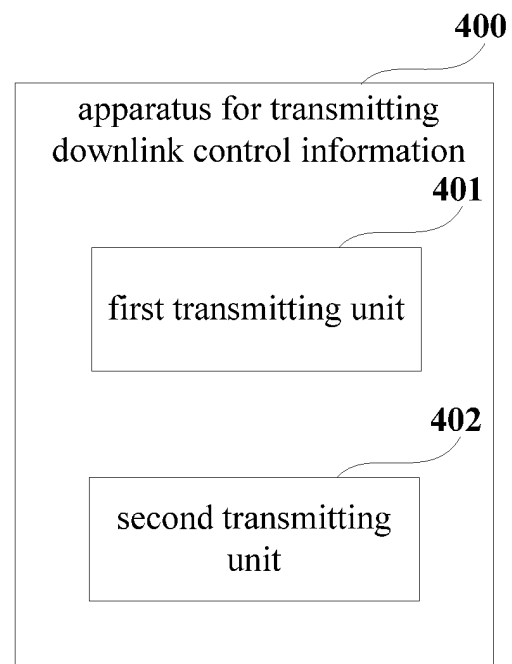 400
apparatus for transmitting
downlink control information
401
first transmitting unit
402
second transmitting
unit